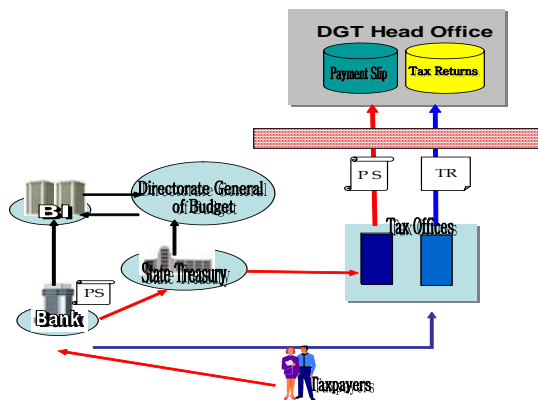 DGT Head Office
Payment Slip
Tax Returns
P S
TR
Directorate General
of Budget
BI
Tax Offices
State Treasury
PS
Bank
Taxpayers